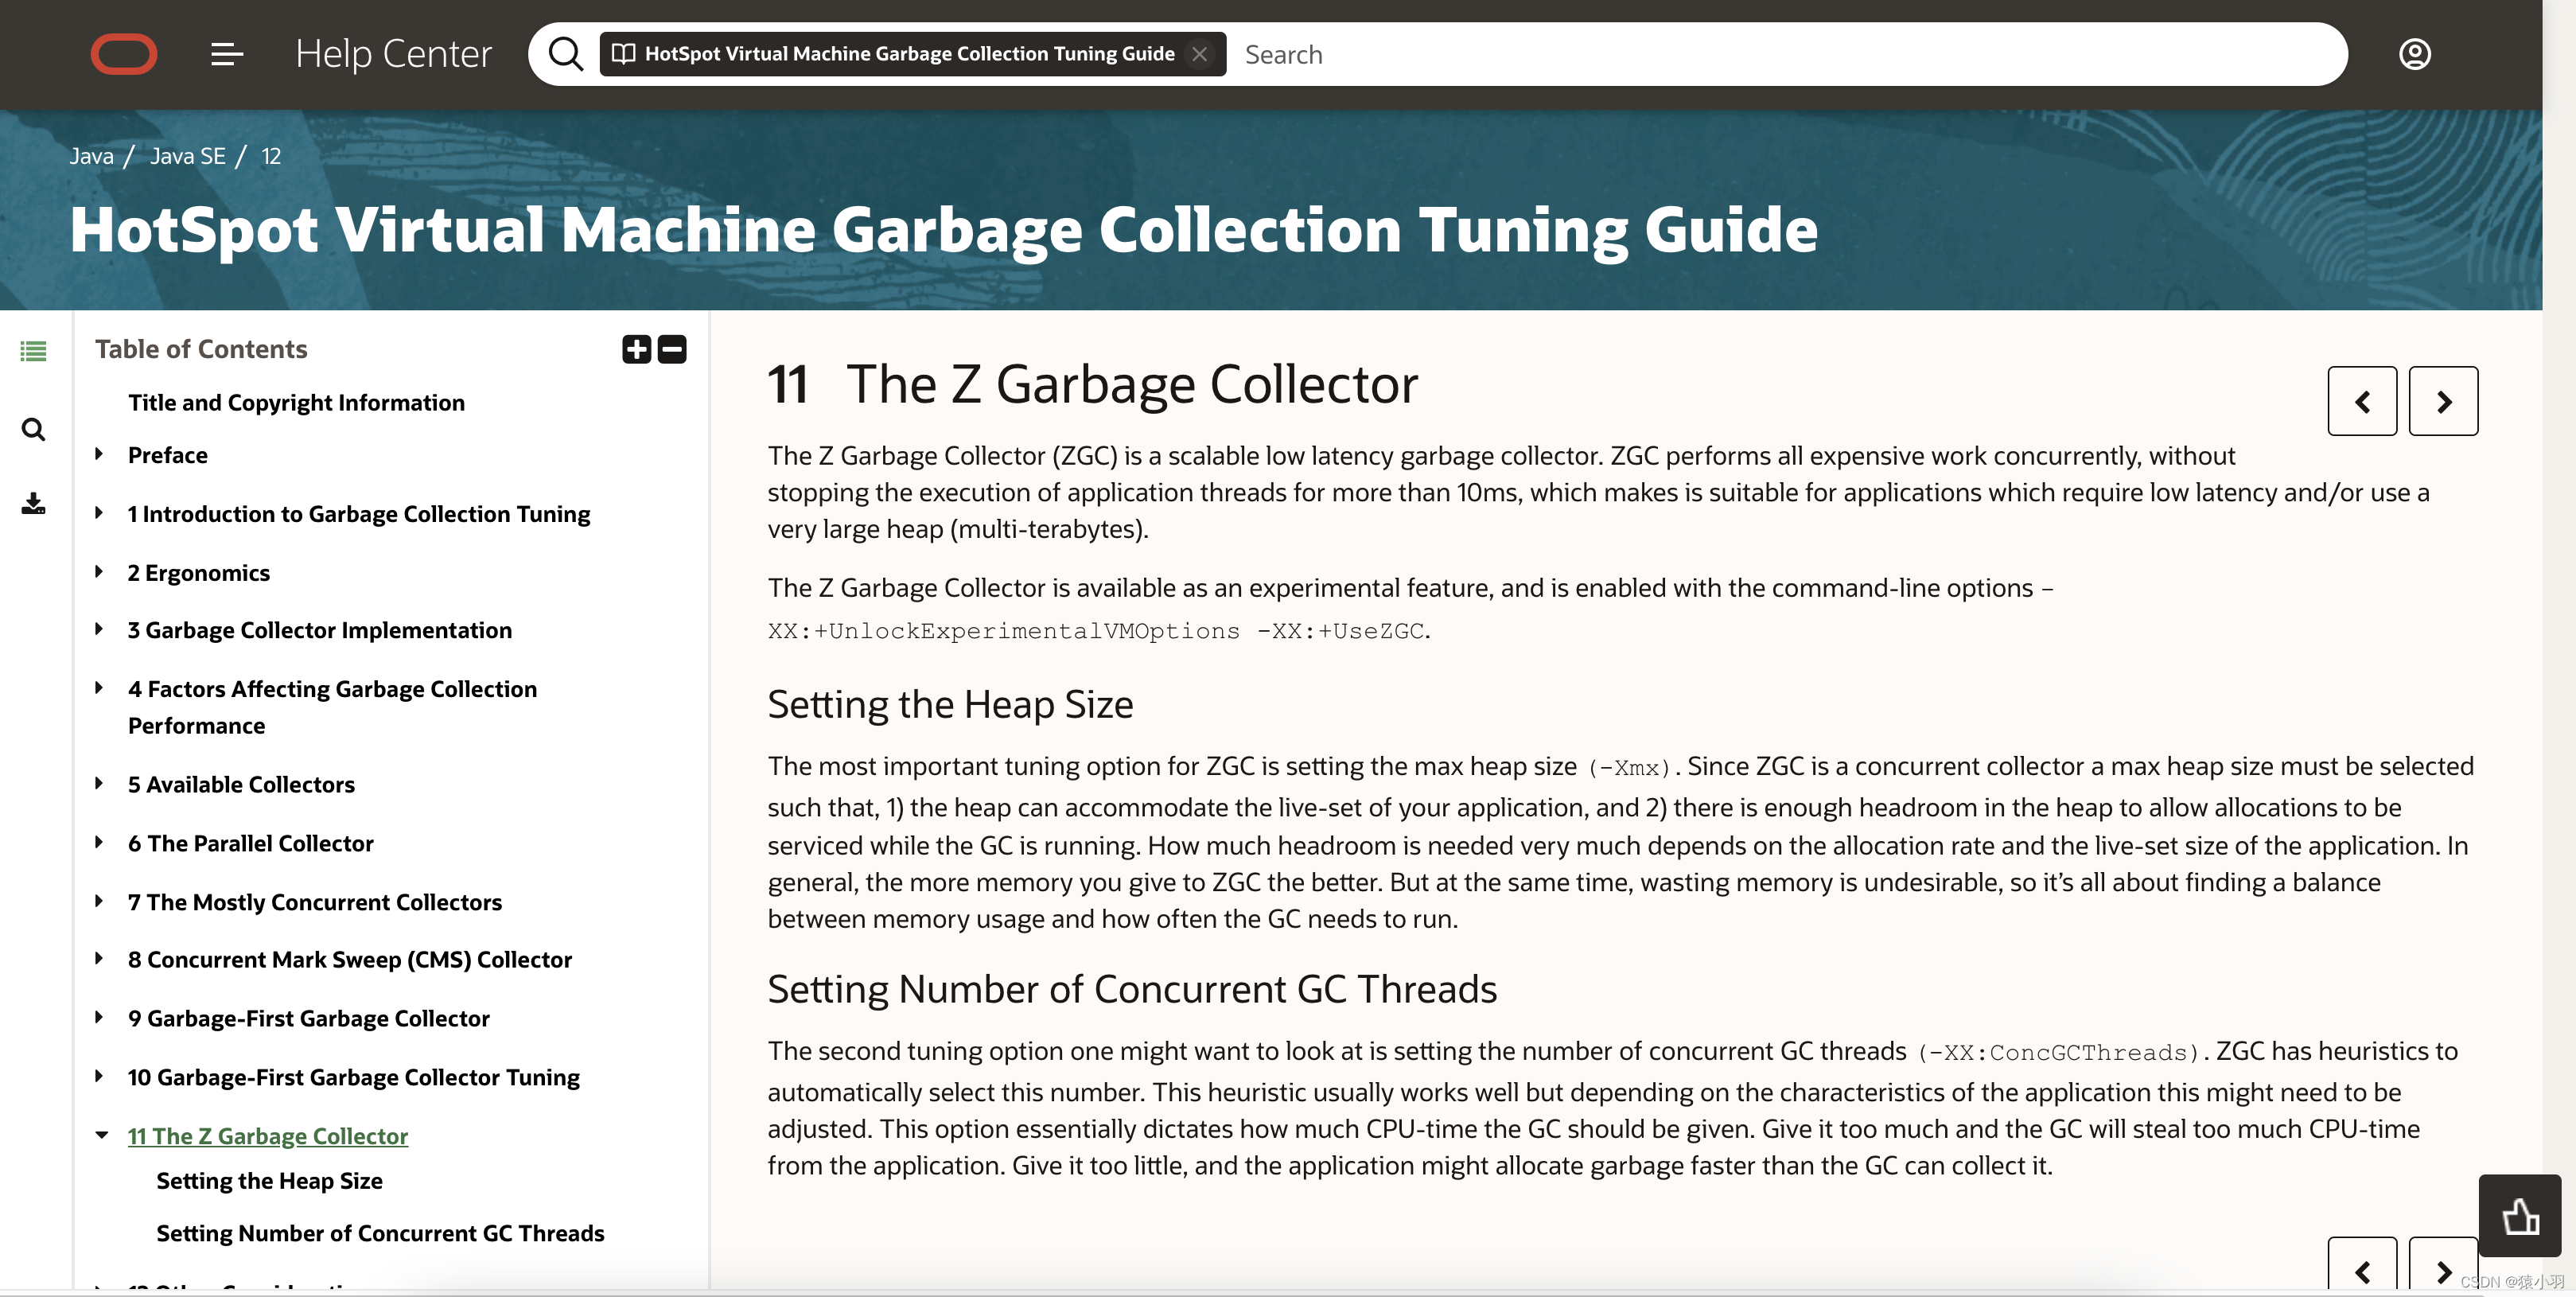 Help Center
HotSpot Virtual Machine Garbage Collection Tuning Guide
Search
Java / Java SE / 12
HotSpot Virtual Machine Garbage Collection Tuning Guide
Table of Contents
Title and Copyright Information
Preface
1 Introduction to Garbage Collection Tuning
2 Ergonomics
3 Garbage Collector Implementation
4 Factors Affecting Garbage Collection
Performance
5 Available Collectors
6 The Parallel Collector
7 The Mostly Concurrent Collectors
8 Concurrent Mark Sweep (CMS) Collector
9 Garbage-First Garbage Collector
10 Garbage-First Garbage Collector Tuning
11 The Z Garbage Collector
Setting the Heap Size
Setting Number of Concurrent GC Threads
11 The Z Garbage Collector
The Z Garbage Collector (ZGC) is a scalable low latency garbage collector. ZGC performs all expensive work concurrently, without
stopping the execution of application threads for more than 10ms, which makes is suitable for applications which require low latency and/or use a
very large heap (multi-terabytes).
The Z Garbage Collector is available as an experimental feature, and is enabled with the command-line options –
XX:+UnlockExperimentalVMOptions -XX:+UseZGC.
Setting the Heap Size
The most important tuning option for ZGC is setting the max heap size (-Xmx). Since ZGC is a concurrent collector a max heap size must be selected
such that, 1) the heap can accommodate the live-set of your application, and 2) there is enough headroom in the heap to allow allocations to be
serviced while the GC is running. How much headroom is needed very much depends on the allocation rate and the live-set size of the application. In
general, the more memory you give to ZGC the better. But at the same time, wasting memory is undesirable, so it’s all about finding a balance
between memory usage and how often the GC needs to run.
Setting Number of Concurrent GC Threads
The second tuning option one might want to look at is setting the number of concurrent GC threads (-XX:ConcGCThreads). ZGC has heuristics to
automatically select this number. This heuristic usually works well but depending on the characteristics of the application this might need to be
adjusted. This option essentially dictates how much CPU-time the GC should be given. Give it too much and the GC will steal too much CPU-time
from the application. Give it too little, and the application might allocate garbage faster than the GC can collect it.
CSDN @猿小羽